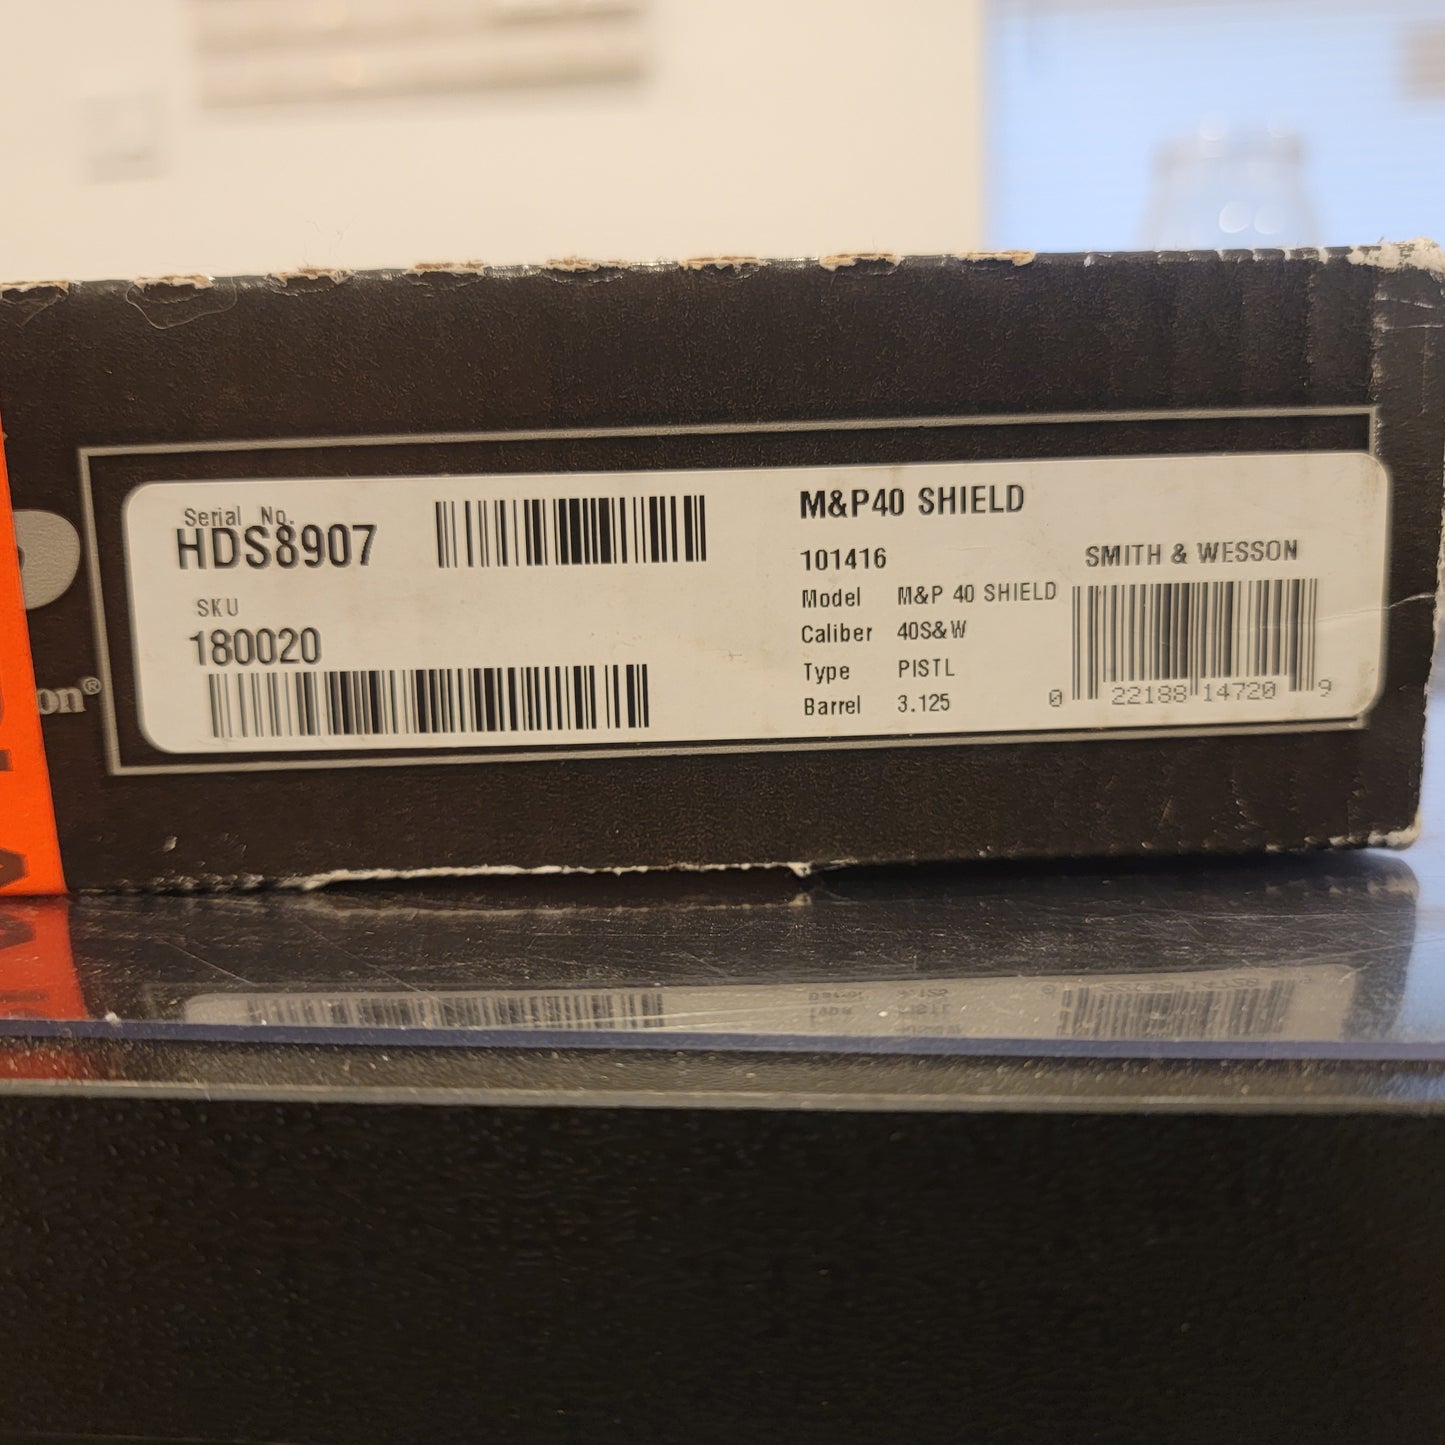 Serial No.
HDS8907
SKU
180020
M&P40 SHIELD
101416
Model M&P 40 SHIELD
Caliber 40S&W
Type PISTL
Barrel 3.125
SMITH & WESSON
0 22188 14720 9
on®